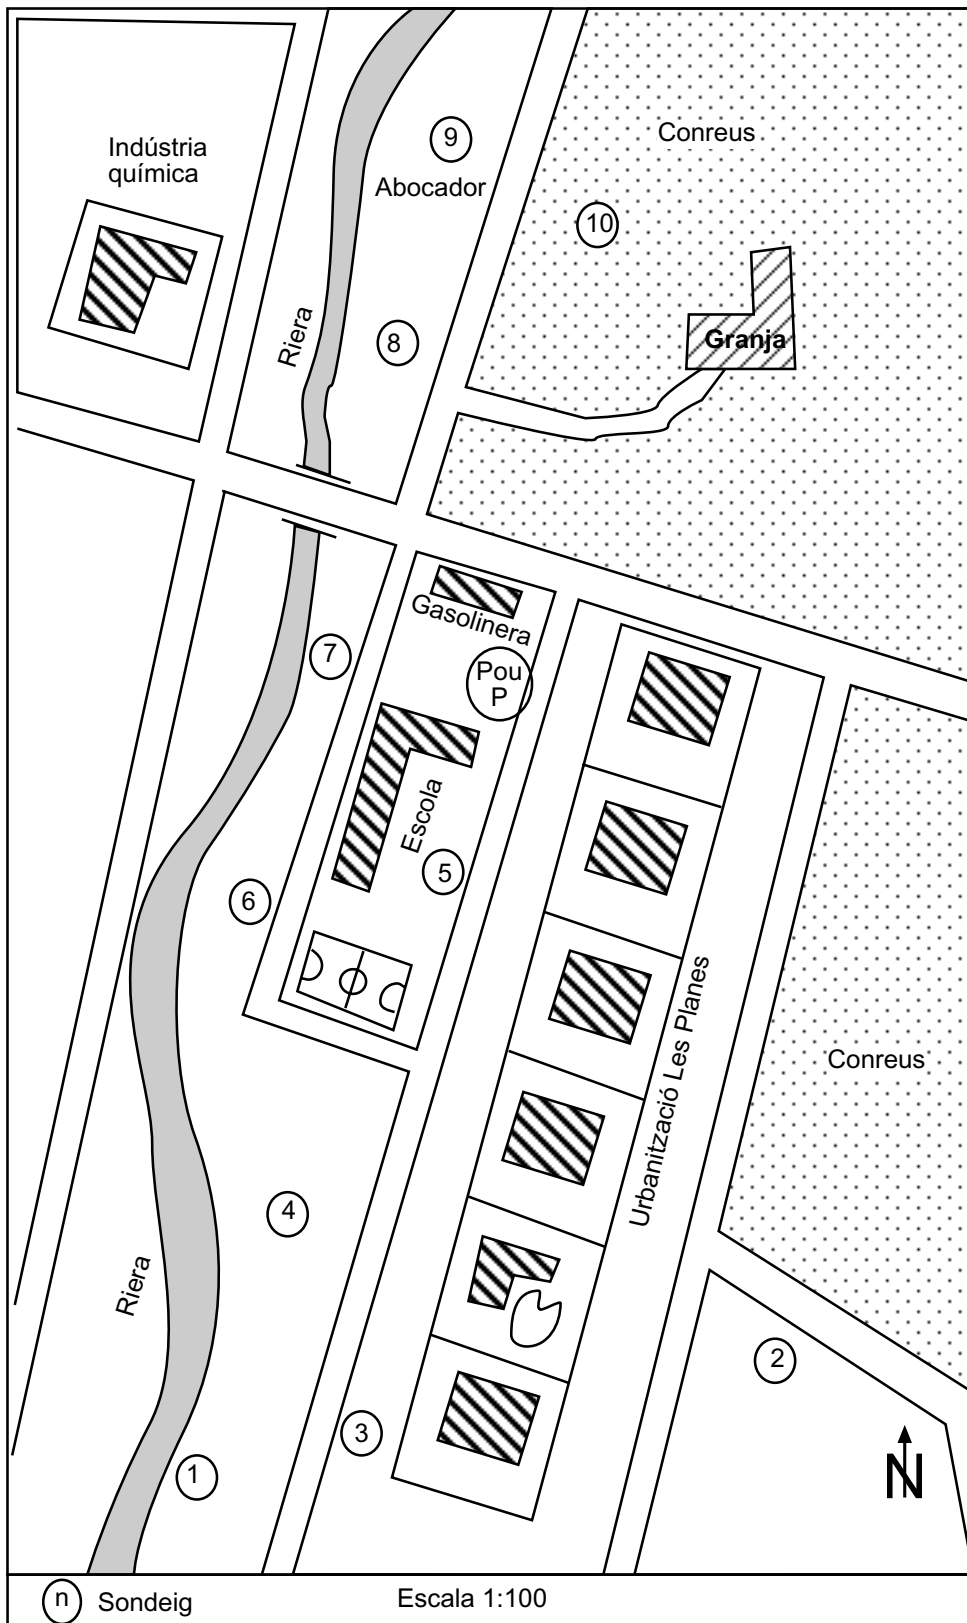 9
Conreus
Indústria
química
Abocador
10
Riera
8
Granja
Gasolinera
7
Pou
P
Escola
5
6
Urbanització Les Planes
Conreus
4
Riera
2
3
1
N
n Sondeig
Escala 1:100